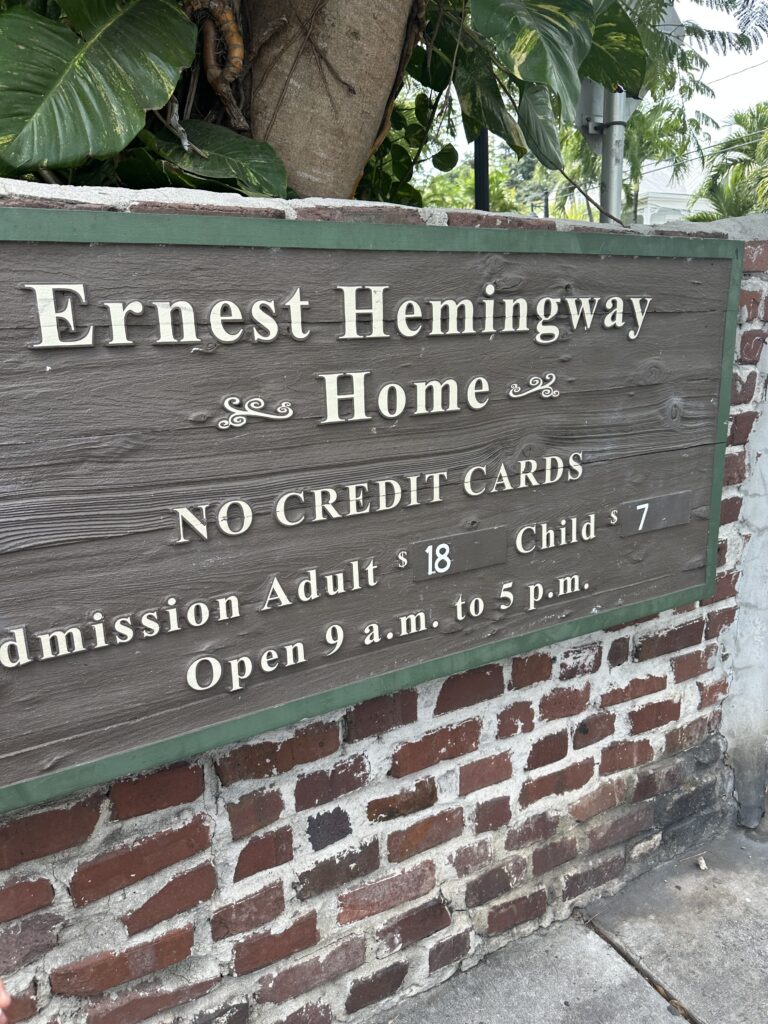 Ernest Hemingway
Home
NO CREDIT CARDS
dmission Adult $ 18 Child $ 7
Open 9 a.m. to 5 p.m.